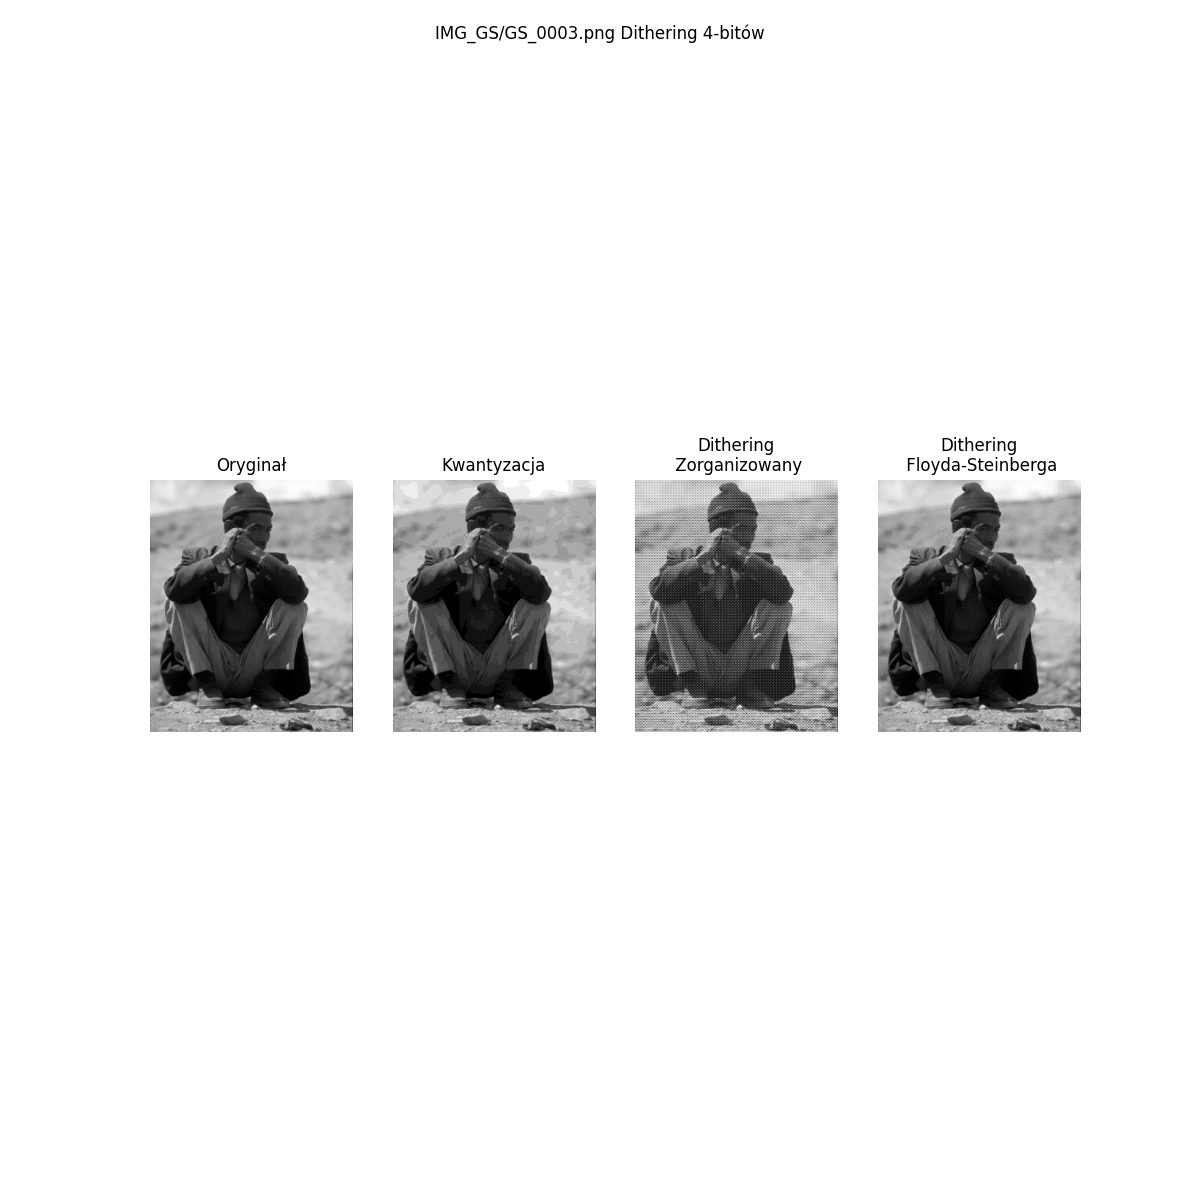 IMG_GS/GS_0003.png Dithering 4-bitów
Oryginał
Kwantyzacja
Dithering
Zorganizowany
Dithering
Floyda-Steinberga